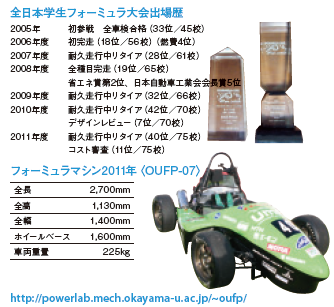 全日本学生フォーミュラ大会出場歴
2005年 初参戦 全車検合格（33位／45校）
2006年度 初完走（18位／56校）（燃費4位）
2007年度 耐久走行中リタイア（28位／61校）
2008年度 全種目完走（19位／65校）
省エネ賞第2位、日本自動車工業会会長賞5位
2009年度 耐久走行中リタイア（32位／66校）
2010年度 耐久走行中リタイア（42位／70校）
デザインレビュー（7位／70校）
2011年度 耐久走行中リタイア（40位／75校）
コスト審査（11位／75校）
フォーミュラマシン2011年〈OUFP-07〉
全長 2,700mm
全高 1,130mm
全幅 1,400mm
ホイールベース 1,600mm
車両重量 225kg
http://powerlab.mech.okayama-u.ac.jp/~oufp/